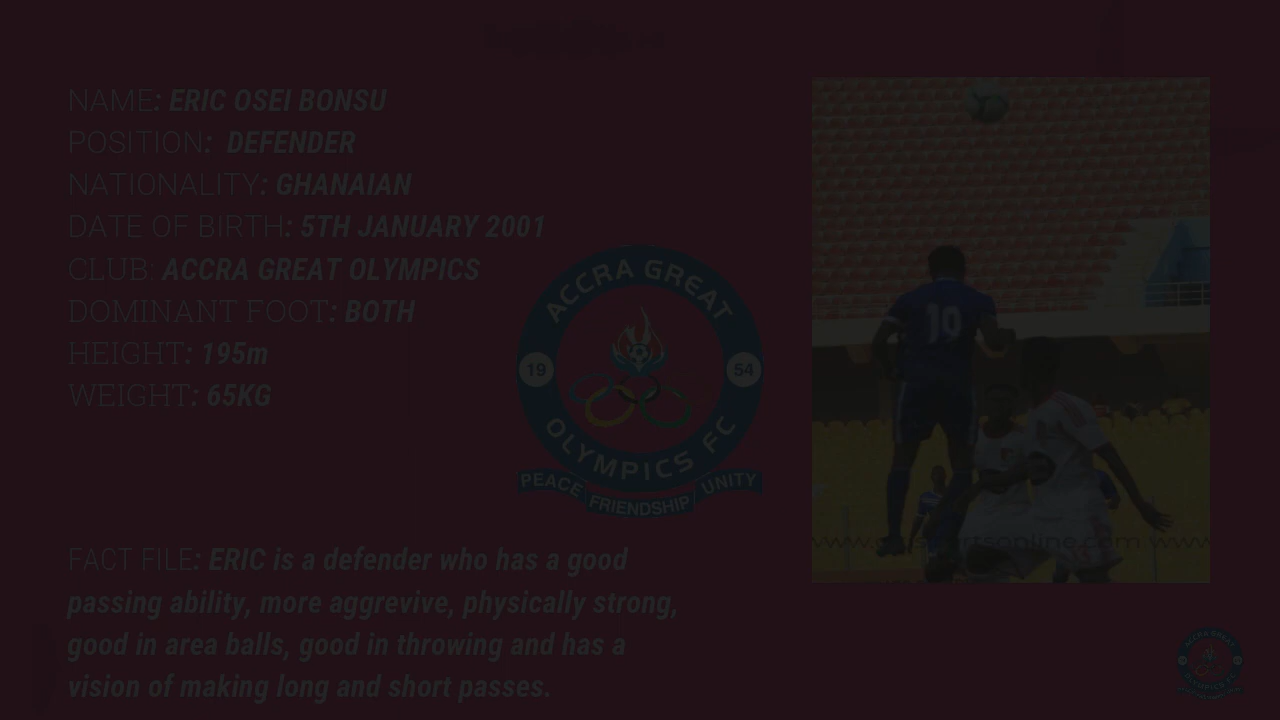 NAME: ERIC OSEI BONSU
POSITION: DEFENDER
NATIONALITY: GHANAIAN
DATE OF BIRTH: 5TH JANUARY 2001
CLUB: ACCRA GREAT OLYMPICS
DOMINANT FOOT: BOTH
HEIGHT: 195m
WEIGHT: 65KG
ACCRA GREAT
19 54
OLYMPICS FC
PEACE FRIENDSHIP UNITY
10
FACT FILE: ERIC is a defender who has a good
passing ability, more aggrevive, physically strong,
good in area balls, good in throwing and has a
vision of making long and short passes.